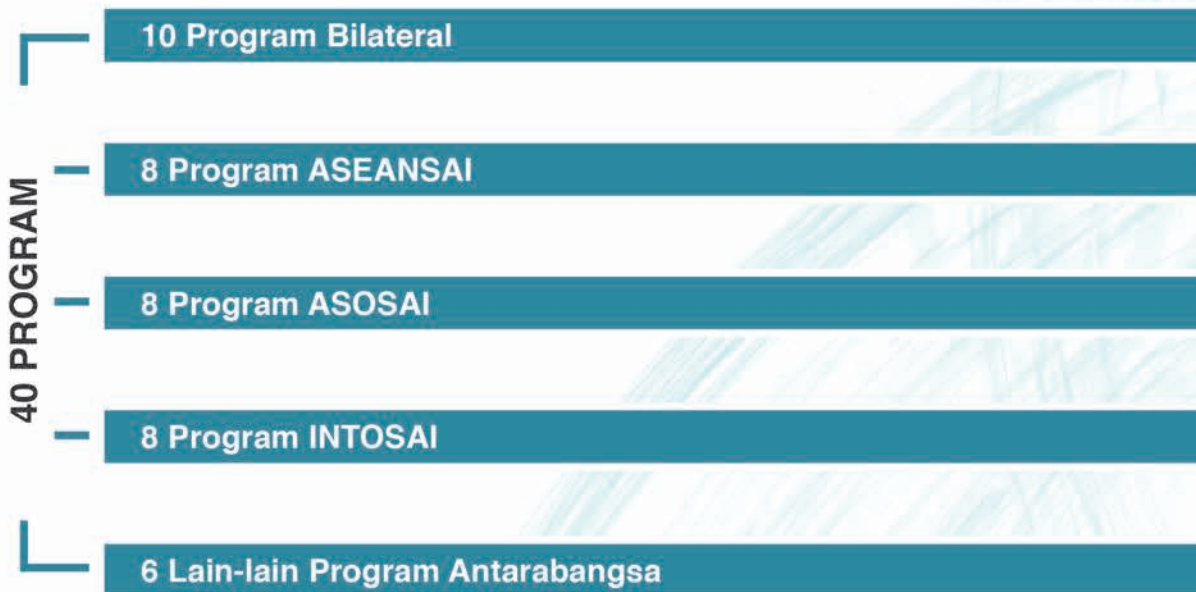 40 PROGRAM
10 Program Bilateral
8 Program ASEANSAI
8 Program ASOSAI
8 Program INTOSAI
6 Lain-lain Program Antarabangsa